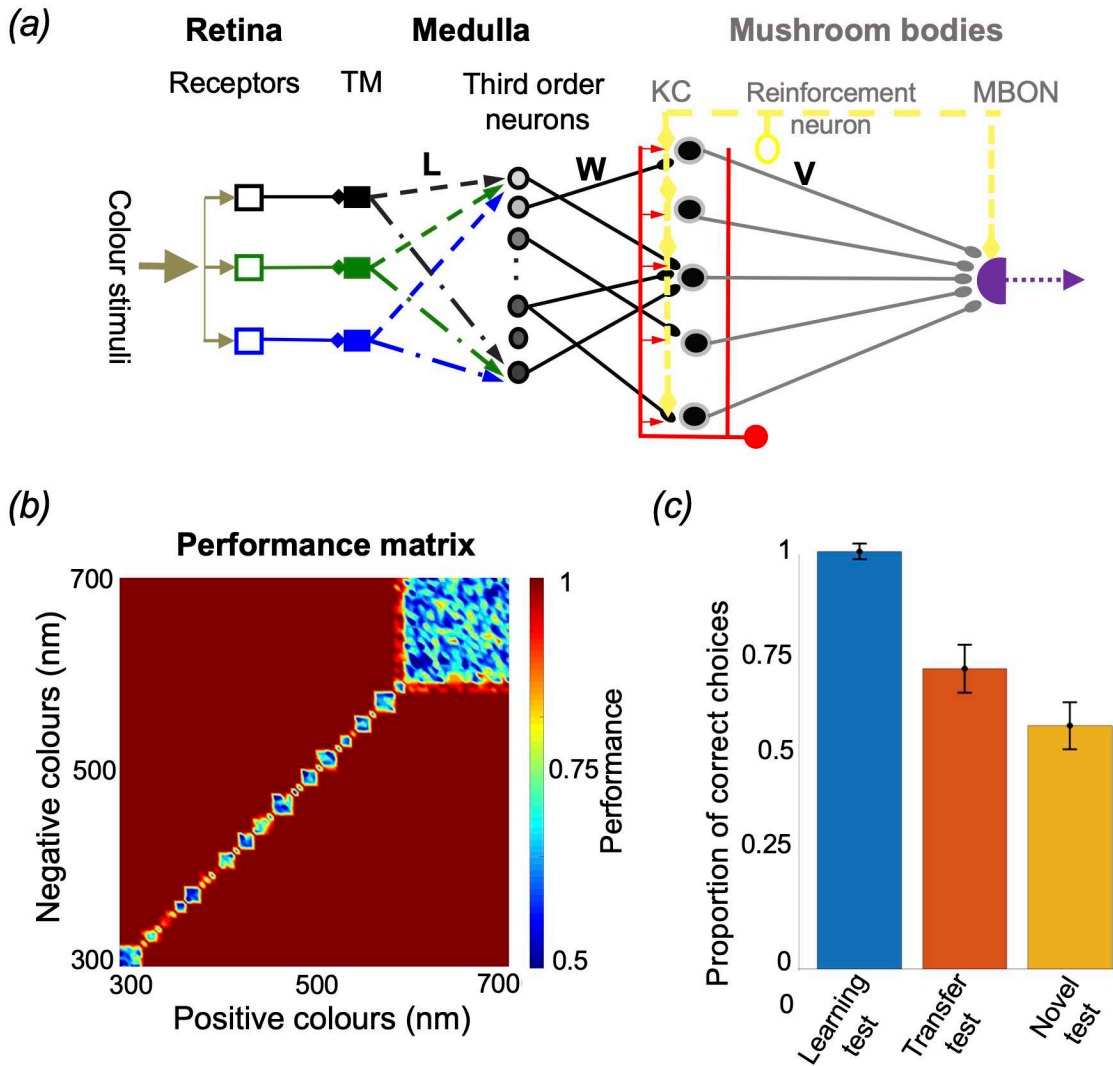 (a)
Retina Medulla Mushroom bodies
Receptors TM Third order neurons KC Reinforcement neuron MBON
L W V
Colour stimuli
(b)
Performance matrix
700
500
300
300 500 700
Negative colours (nm)
Positive colours (nm)
1
0.75
0.5
Performance
(c)
1
0.75
0.5
0.25
0
0
Proportion of correct choices
Learning test
Transfer test
Novel test